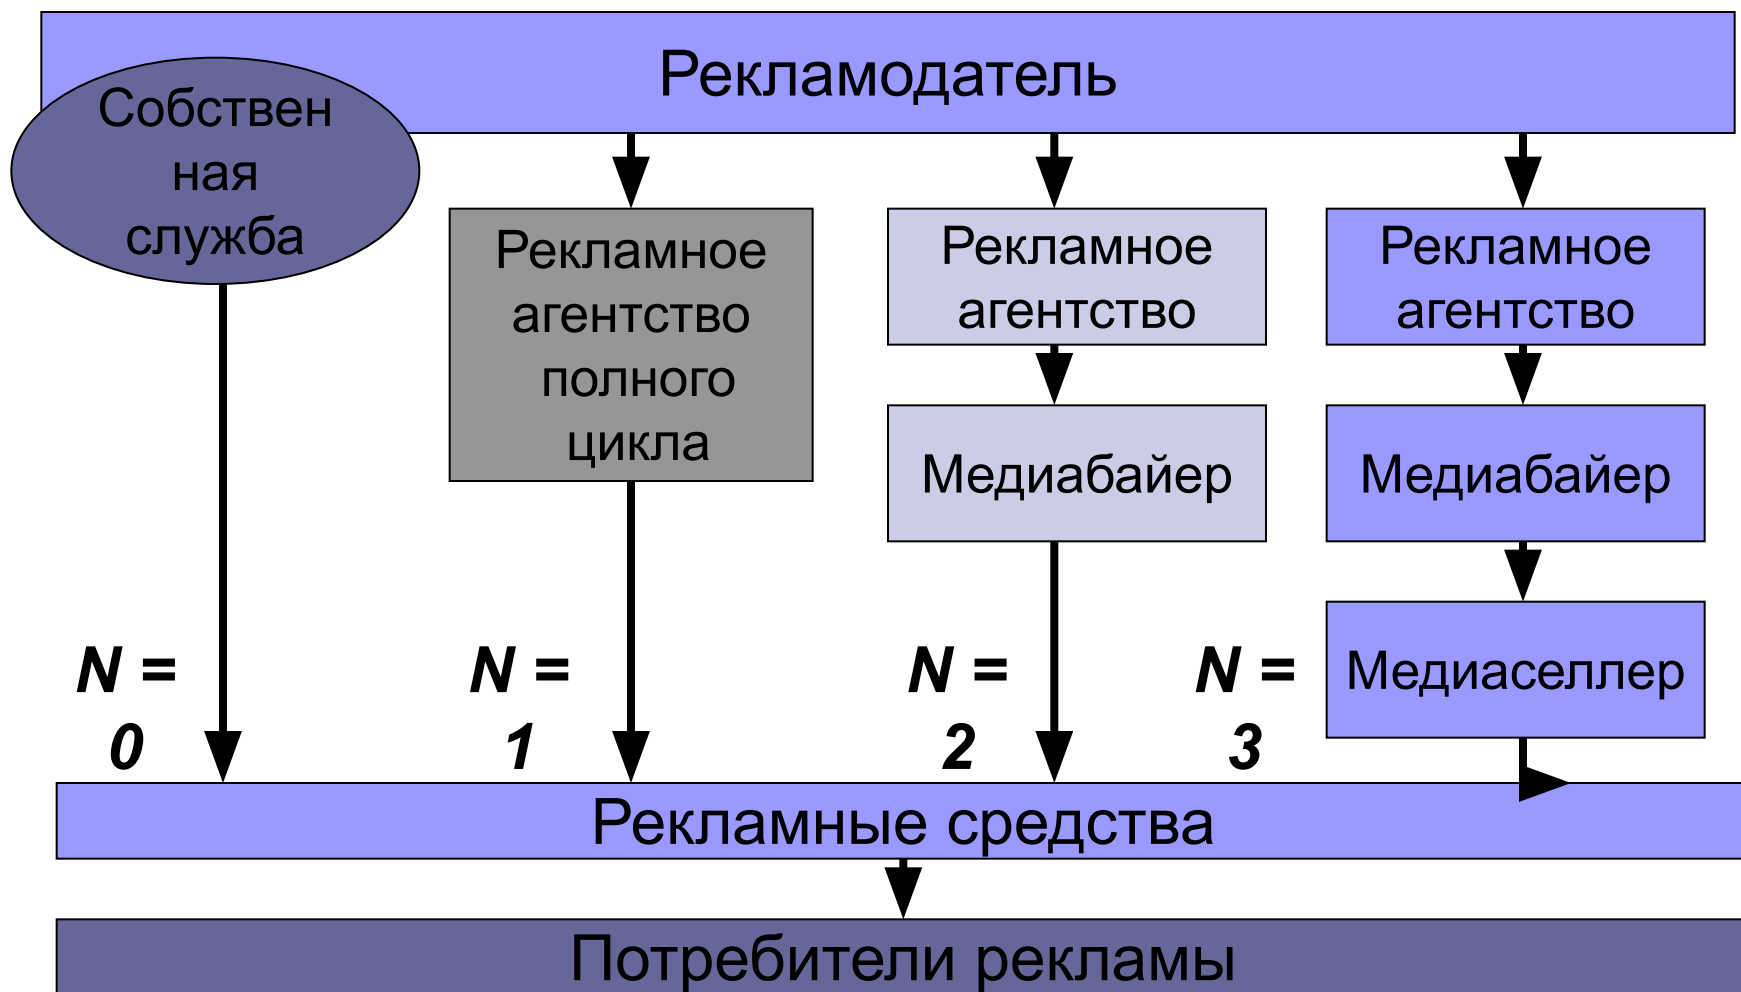 Рекламодатель
Собствен
ная
служба
Рекламное
агентство
полного
цикла
Рекламное
агентство
Медиабайер
Рекламное
агентство
Медиабайер
Медиаселлер
N =
0
N =
1
N =
2
N =
3
Рекламные средства
Потребители рекламы